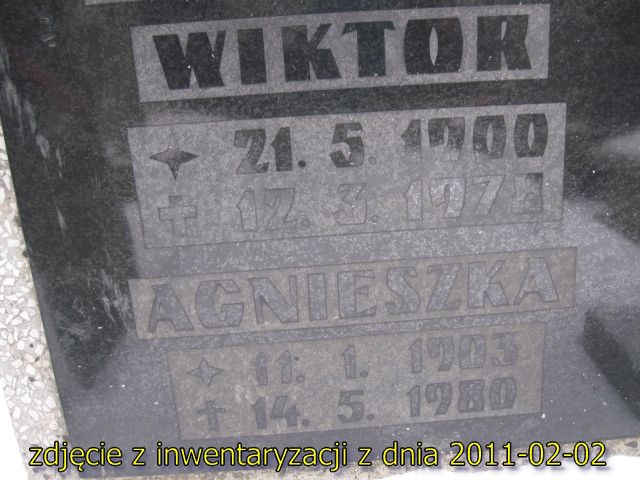 WIKTOR
21. 5. 1900
✝ 12. 3. 1978
AGNIESZKA
11. 1. 1903
✝ 14. 5. 1980
zdjęcie z inwentaryzacji z dnia 2011-02-02